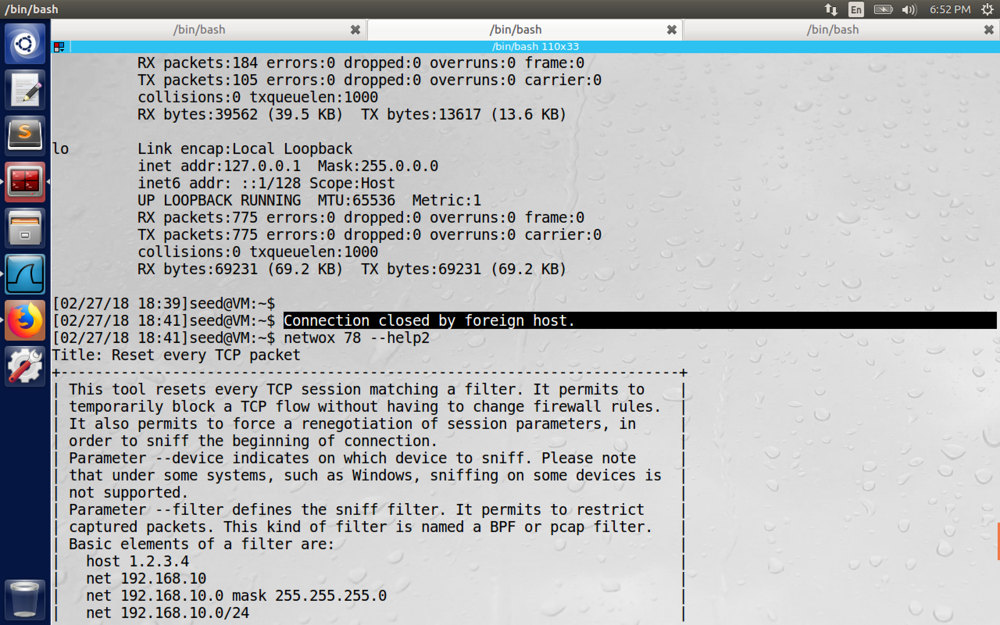 /bin/bash
En
6:52 PM
/bin/bash
/bin/bash
/bin/bash
/bin/bash 110x33
RX packets:184 errors:0 dropped:0 overruns:0 frame:0
TX packets:105 errors:0 dropped:0 overruns:0 carrier:0
collisions:0 txqueuelen:1000
RX bytes:39562 (39.5 KB)  TX bytes:13617 (13.6 KB)
lo        Link encap:Local Loopback
inet addr:127.0.0.1  Mask:255.0.0.0
inet6 addr: ::1/128 Scope:Host
UP LOOPBACK RUNNING  MTU:65536  Metric:1
RX packets:775 errors:0 dropped:0 overruns:0 frame:0
TX packets:775 errors:0 dropped:0 overruns:0 carrier:0
collisions:0 txqueuelen:1000
RX bytes:69231 (69.2 KB)  TX bytes:69231 (69.2 KB)
[02/27/18 18:39]seed@VM:~$
[02/27/18 18:41]seed@VM:~$ Connection closed by foreign host.
[02/27/18 18:41]seed@VM:~$ netwox 78 --help2
Title: Reset every TCP packet
+------------------------------------------------------------------------+
| This tool resets every TCP session matching a filter. It permits to    |
| temporarily block a TCP flow without having to change firewall rules.  |
| It also permits to force a renegotiation of session parameters, in     |
| order to sniff the beginning of connection.                            |
| Parameter --device indicates on which device to sniff. Please note     |
| that under some systems, such as Windows, sniffing on some devices is  |
| not supported.                                                         |
| Parameter --filter defines the sniff filter. It permits to restrict    |
| captured packets. This kind of filter is named a BPF or pcap filter.   |
| Basic elements of a filter are:                                        |
|   host 1.2.3.4                                                         |
|   net 192.168.10                                                       |
|   net 192.168.10.0 mask 255.255.255.0                                  |
|   net 192.168.10.0/24                                                  |